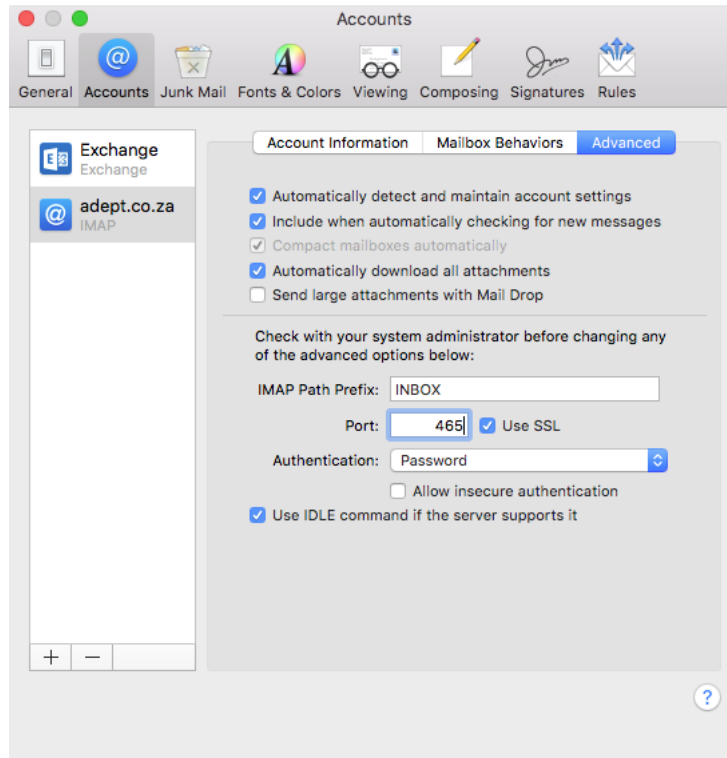 Accounts
General Accounts Junk Mail Fonts & Colors Viewing Composing Signatures Rules
Exchange
Exchange
adept.co.za
IMAP
Account Information Mailbox Behaviors Advanced
Automatically detect and maintain account settings
Include when automatically checking for new messages
Compact mailboxes automatically
Automatically download all attachments
Send large attachments with Mail Drop
Check with your system administrator before changing any
of the advanced options below:
IMAP Path Prefix: INBOX
Port: 465 Use SSL
Authentication: Password
Allow insecure authentication
Use IDLE command if the server supports it
+ −
?